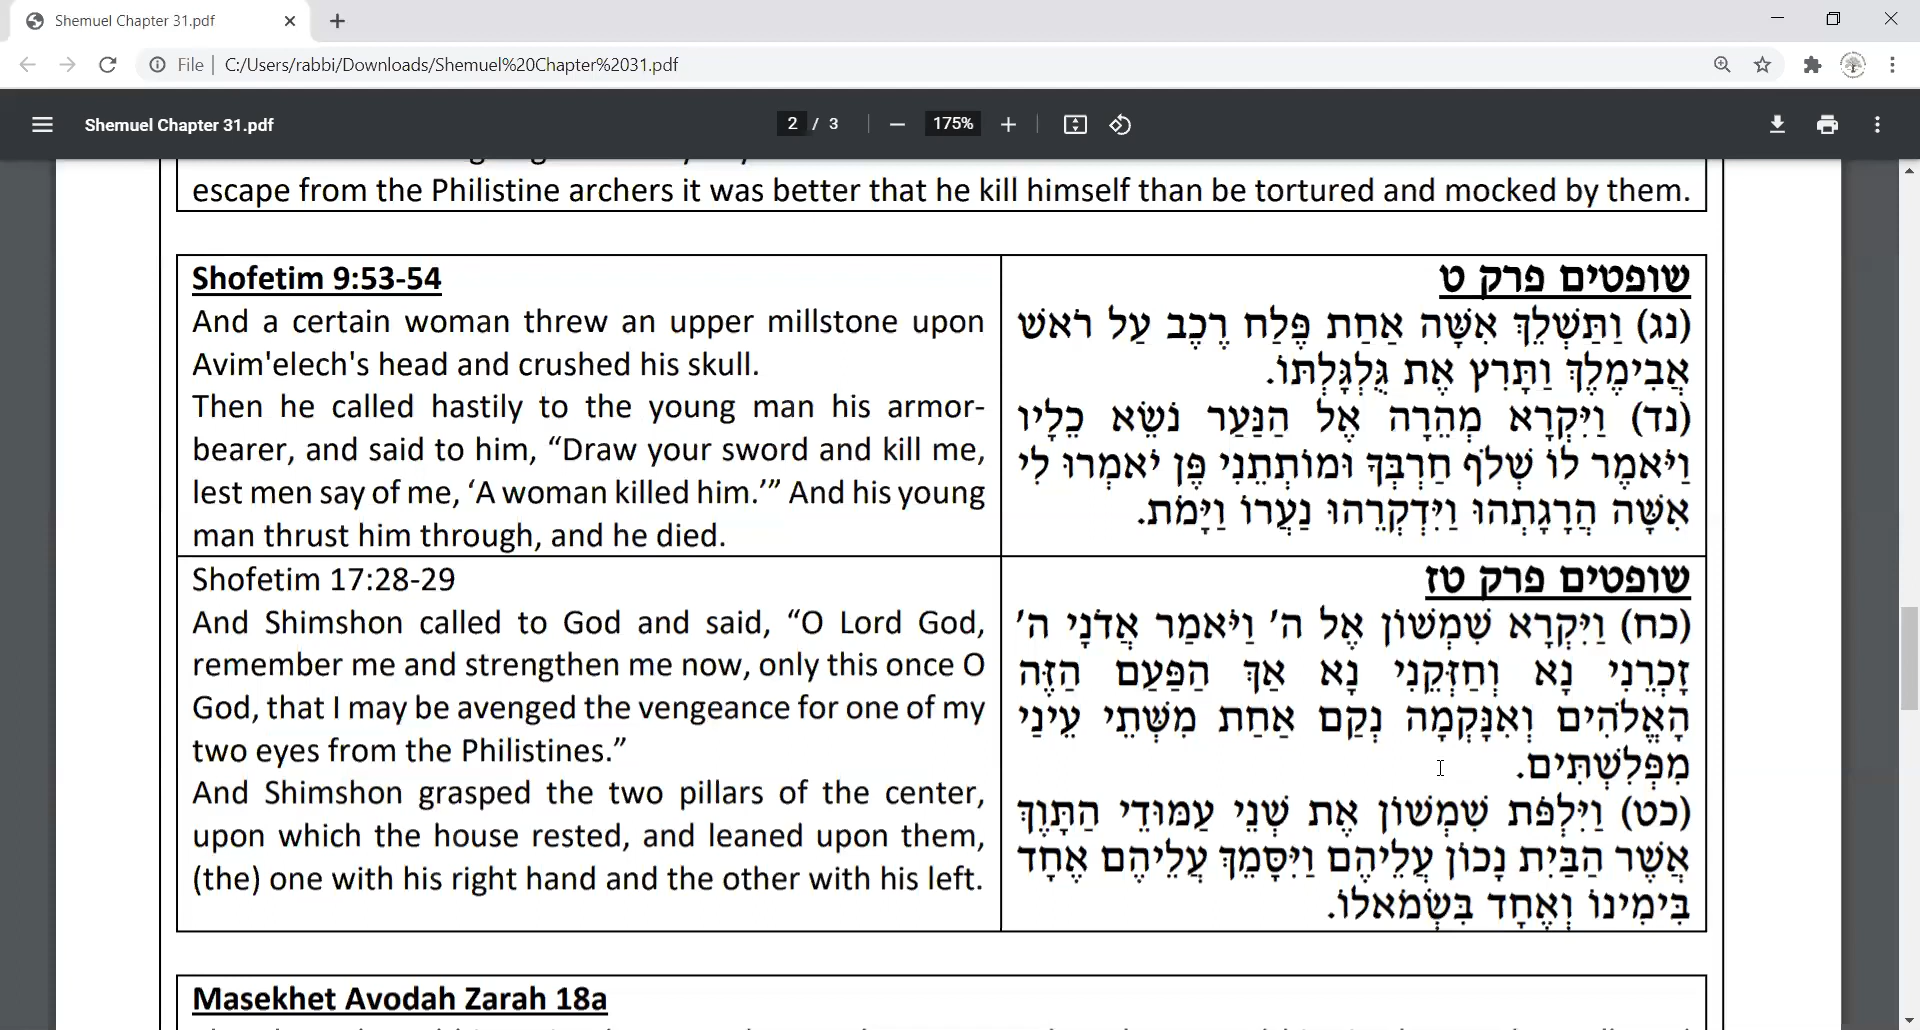 Shemuel Chapter 31.pdf
File | C:/Users/rabbi/Downloads/Shemuel%20Chapter%2031.pdf
Shemuel Chapter 31.pdf
2 / 3
175%
escape from the Philistine archers it was better that he kill himself than be tortured and mocked by them.
Shofetim 9:53-54
And a certain woman threw an upper millstone upon
Avim'elech's head and crushed his skull.
Then he called hastily to the young man his armor-
bearer, and said to him, “Draw your sword and kill me,
lest men say of me, ‘A woman killed him.’” And his young
man thrust him through, and he died.
שופטים פרק ט
(נג) וַתַּשְׁלֵךְ אִשָּׁה אַחַת פֶּלַח רֶכֶב עַל רֹאשׁ
אֲבִימֶלֶךְ וַתָּרִץ אֶת גֻּלְגָּלְתּוֹ.
(נד) וַיִּקְרָא מְהֵרָה אֶל הַנַּעַר נֹשֵׂא כֵלָיו
וַיֹּאמֶר לוֹ שְׁלֹף חַרְבְּךָ וּמוֹתְתֵנִי פֶּן יֹאמְרוּ לִי
אִשָּׁה הֲרָגָתְהוּ וַיִּדְקְרֵהוּ נַעֲרוֹ וַיָּמֹת.
Shofetim 17:28-29
And Shimshon called to God and said, “O Lord God,
remember me and strengthen me now, only this once O
God, that I may be avenged the vengeance for one of my
two eyes from the Philistines.”
And Shimshon grasped the two pillars of the center,
upon which the house rested, and leaned upon them,
(the) one with his right hand and the other with his left.
שופטים פרק טז
(כח) וַיִּקְרָא שִׁמְשׁוֹן אֶל ה’ וַיֹּאמַר אֲדֹנָי ה’
זָכְרֵנִי נָא וְחַזְּקֵנִי נָא אַךְ הַפַּעַם הַזֶּה
הָאֱלֹהִים וְאִנָּקְמָה נְקַם אַחַת מִשְּׁתֵי עֵינַי
מִפְּלִשְׁתִּים.
(כט) וַיִּלְפֹּת שִׁמְשׁוֹן אֶת שְׁנֵי עַמּוּדֵי הַתָּוֶךְ
אֲשֶׁר הַבַּיִת נָכוֹן עֲלֵיהֶם וַיִּסָּמֵךְ עֲלֵיהֶם אֶחָד
בִּימִינוֹ וְאֶחָד בִּשְׂמֹאלוֹ.
Masekhet Avodah Zarah 18a